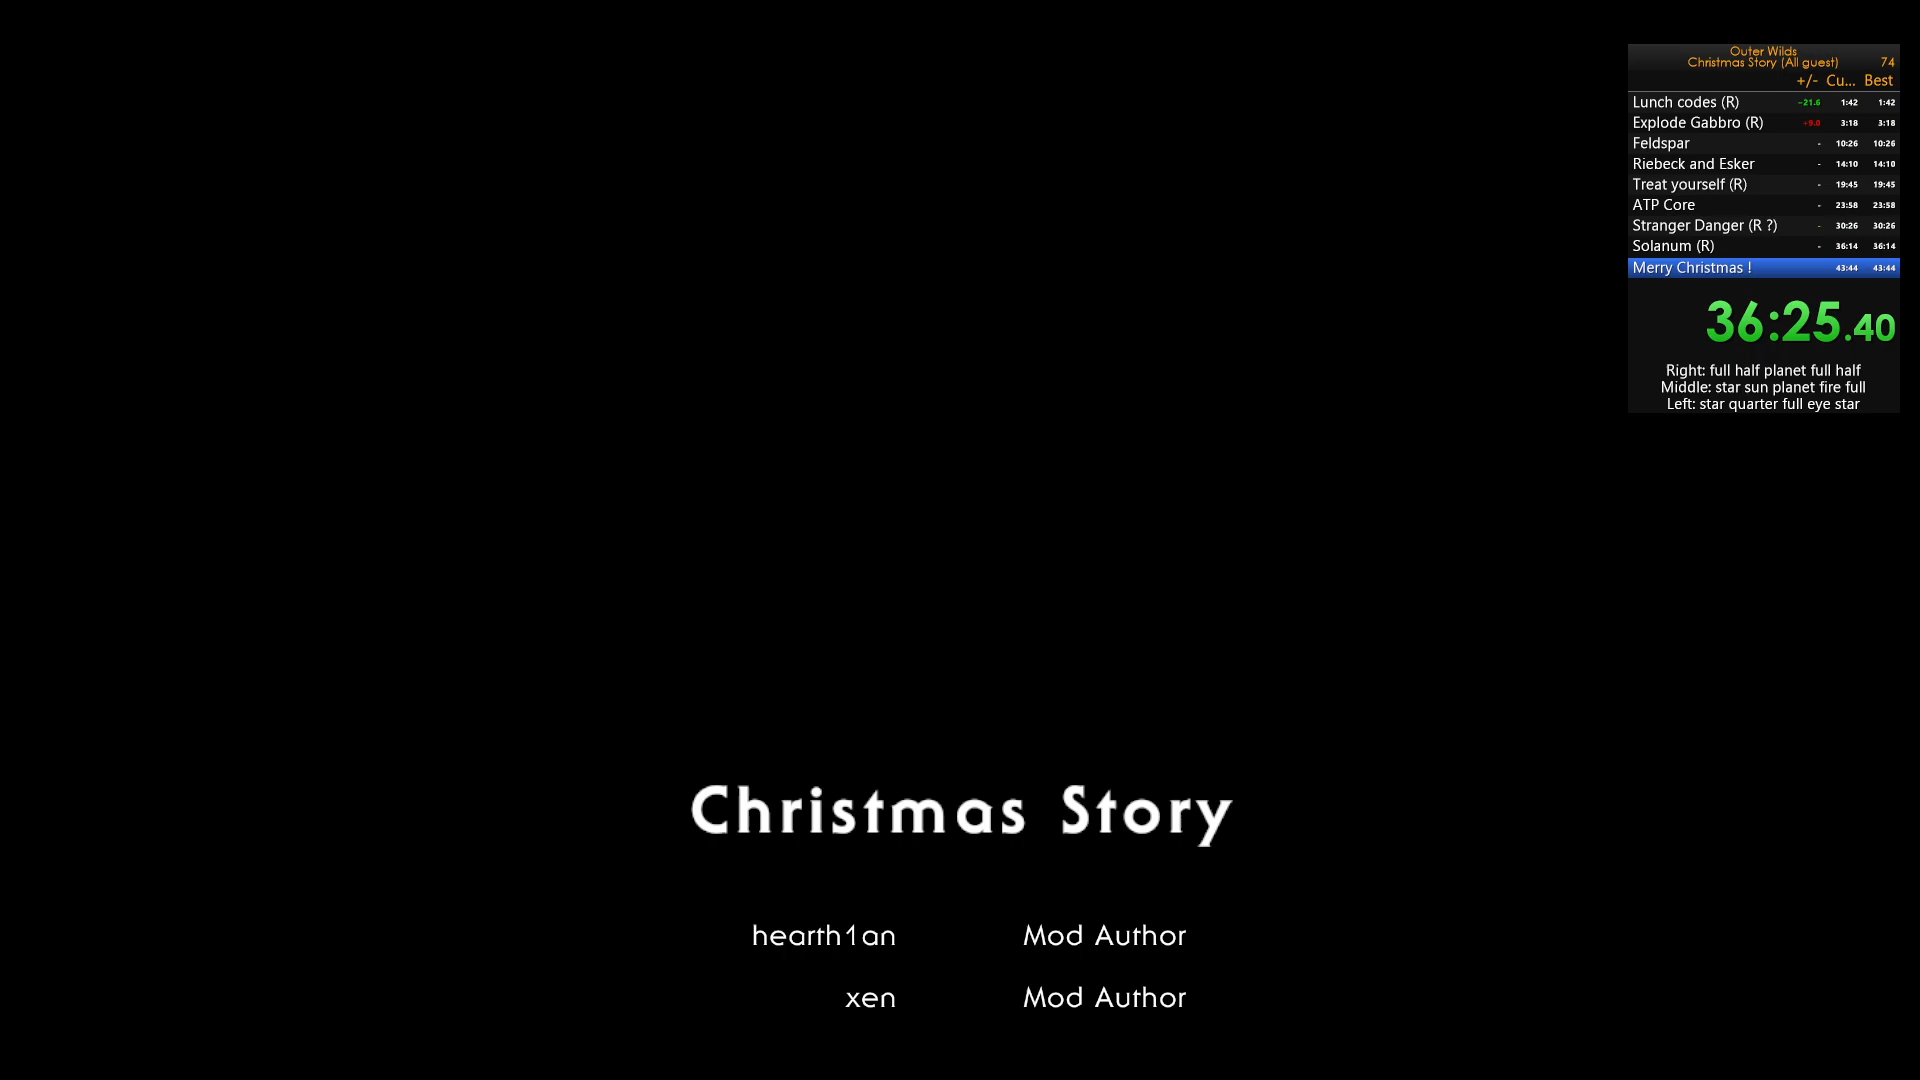 Outer Wilds
Christmas Story (All guest) 74
+/- Cu... Best
Lunch codes (R) −21.6 1:42 1:42
Explode Gabbro (R) +9.0 3:18 3:18
Feldspar - 10:26 10:26
Riebeck and Esker - 14:10 14:10
Treat yourself (R) - 19:45 19:45
ATP Core - 23:58 23:58
Stranger Danger (R ?) - 30:26 30:26
Solanum (R) - 36:14 36:14
Merry Christmas ! 43:44 43:44
36:25.40
Right: full half planet full half
Middle: star sun planet fire full
Left: star quarter full eye star
Christmas Story
hearth1an Mod Author
xen Mod Author